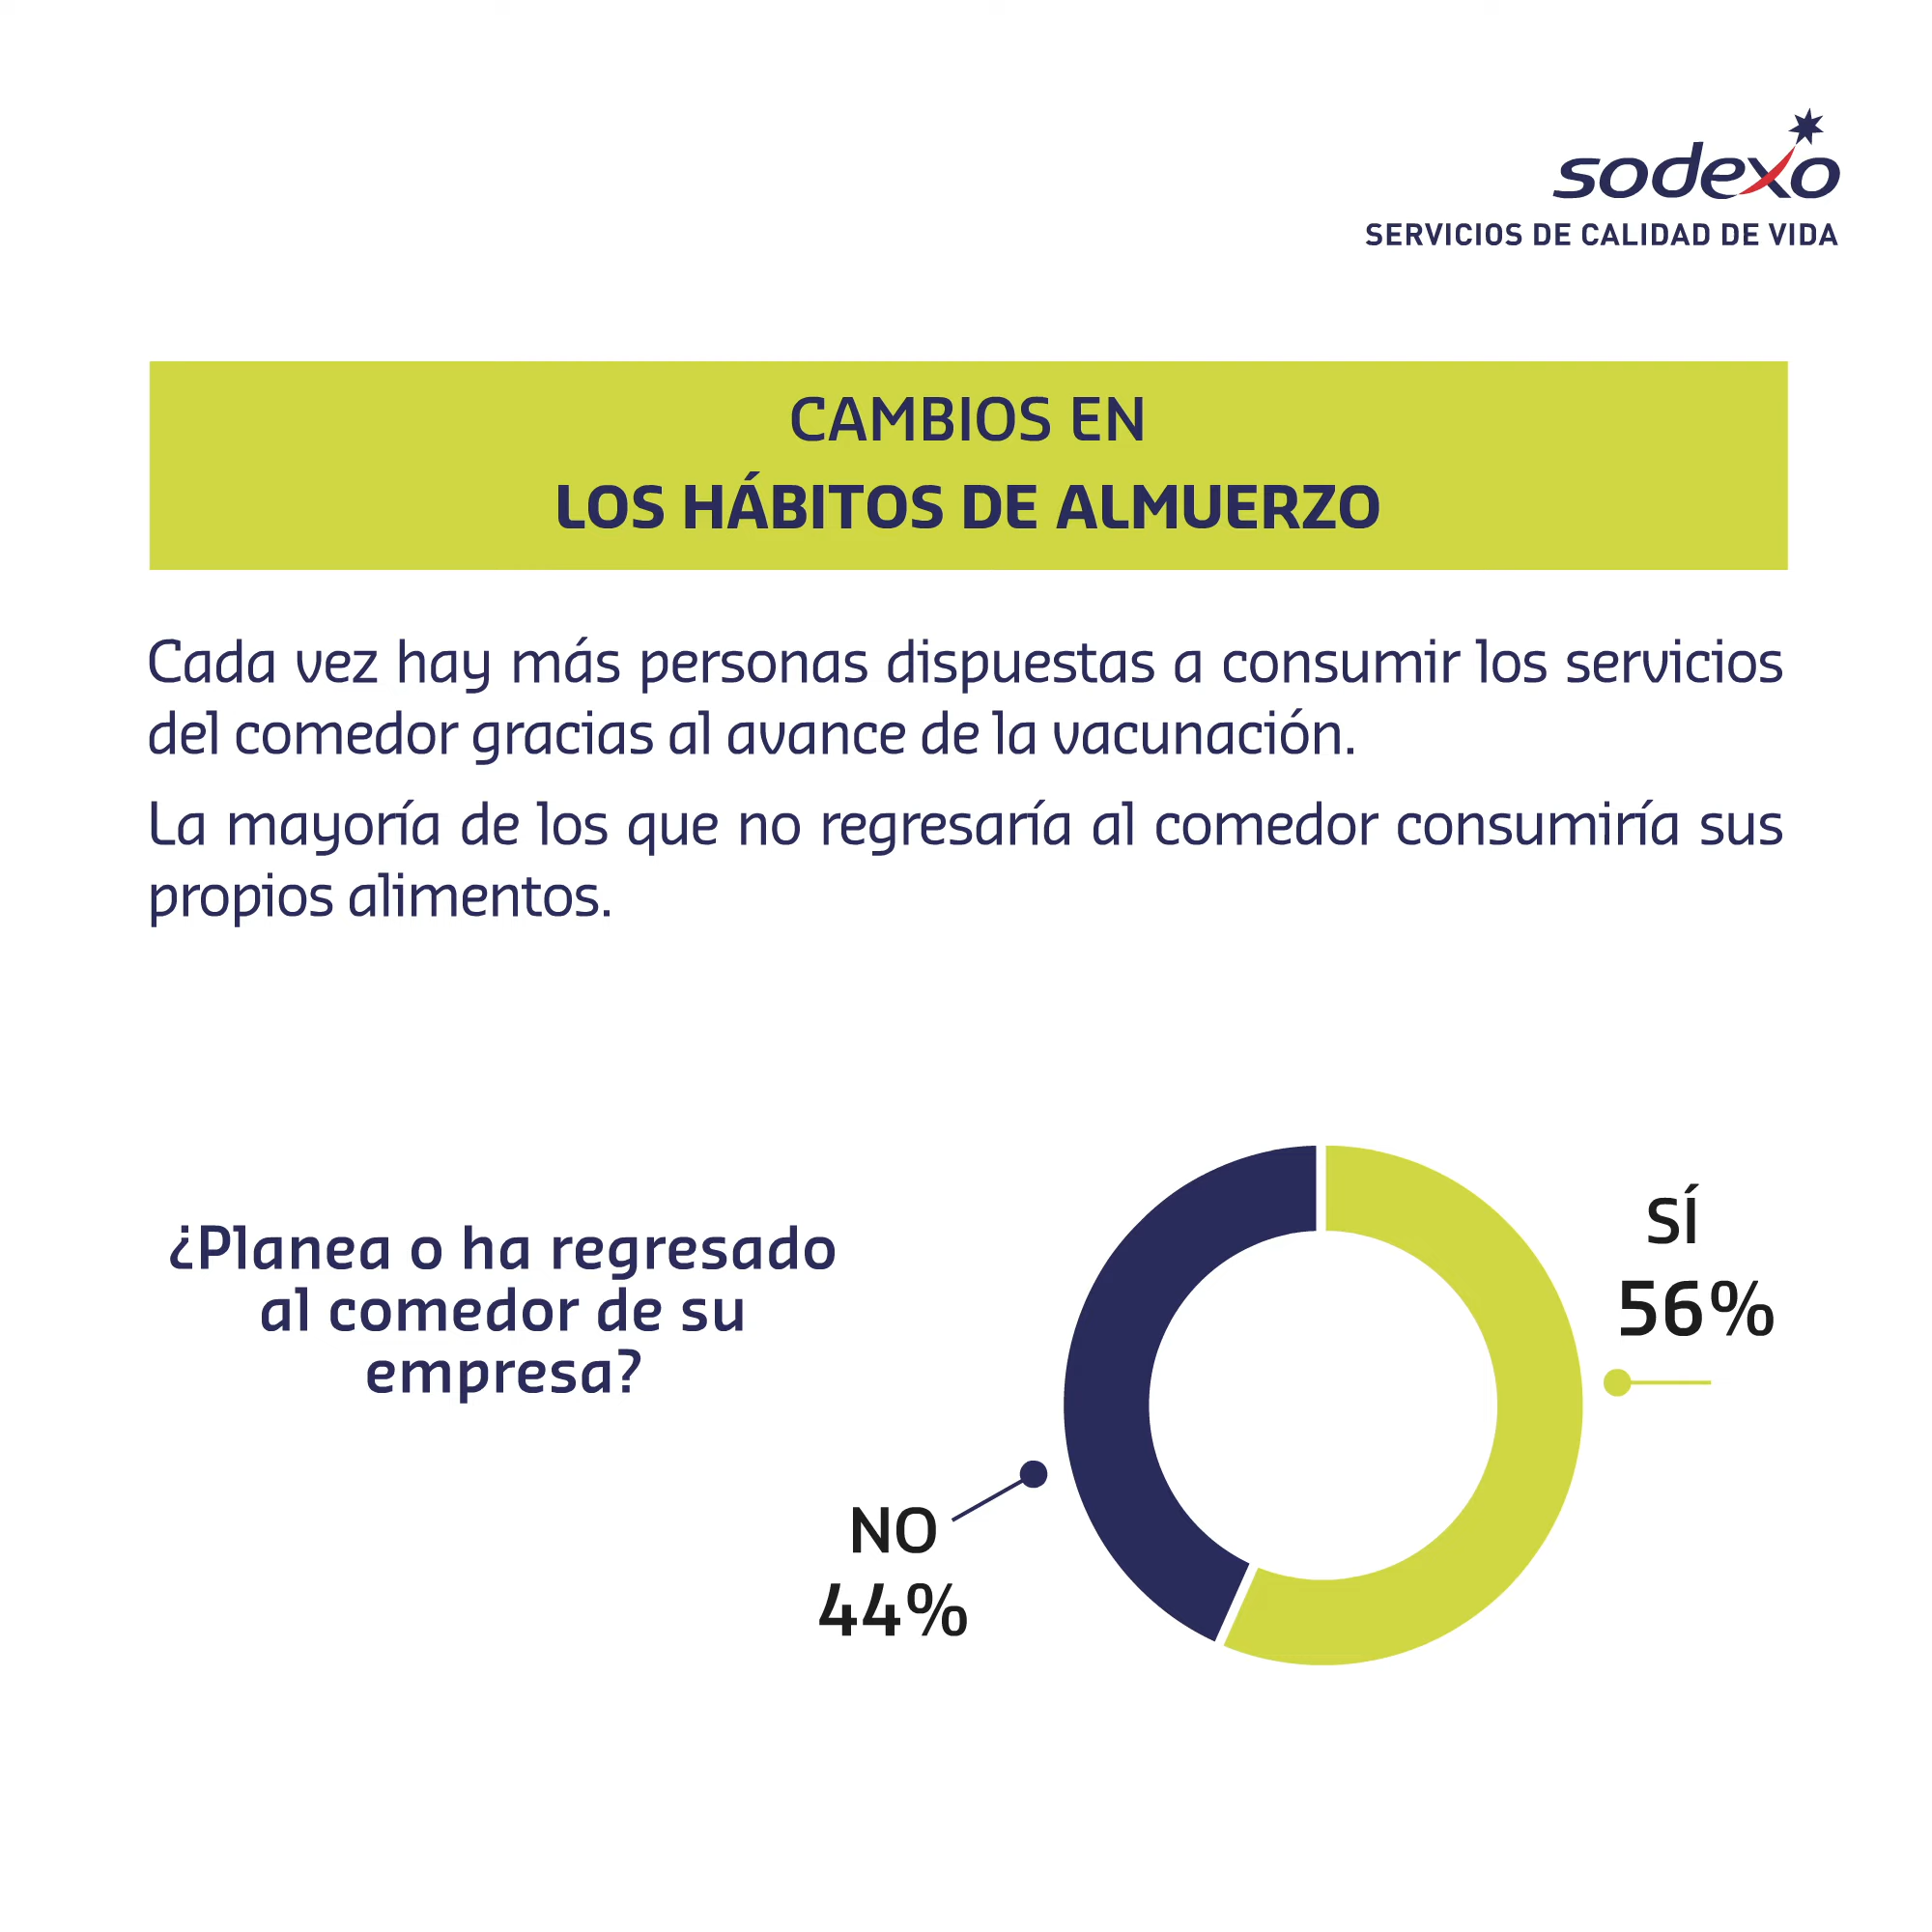 sodexo
SERVICIOS DE CALIDAD DE VIDA
CAMBIOS EN
LOS HÁBITOS DE ALMUERZO
Cada vez hay más personas dispuestas a consumir los servicios
del comedor gracias al avance de la vacunación.
La mayoría de los que no regresaría al comedor consumiría sus
propios alimentos.
¿Planea o ha regresado
al comedor de su
empresa?
SÍ
56%
NO
44%